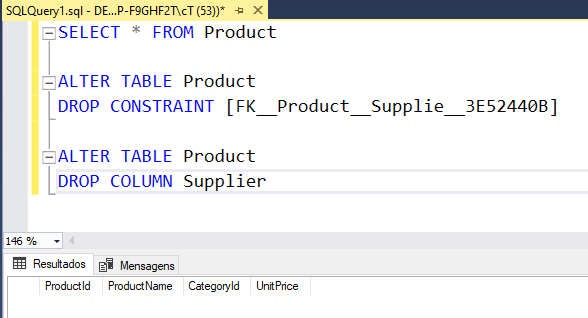 SQLQuery1.sql - DE...P-F9GHF2T\cT (53))*
SELECT * FROM Product
ALTER TABLE Product
DROP CONSTRAINT [FK__Product__Supplie__3E52440B]
ALTER TABLE Product
DROP COLUMN Supplier
146 %
Resultados Mensagens
ProductId ProductName CategoryId UnitPrice